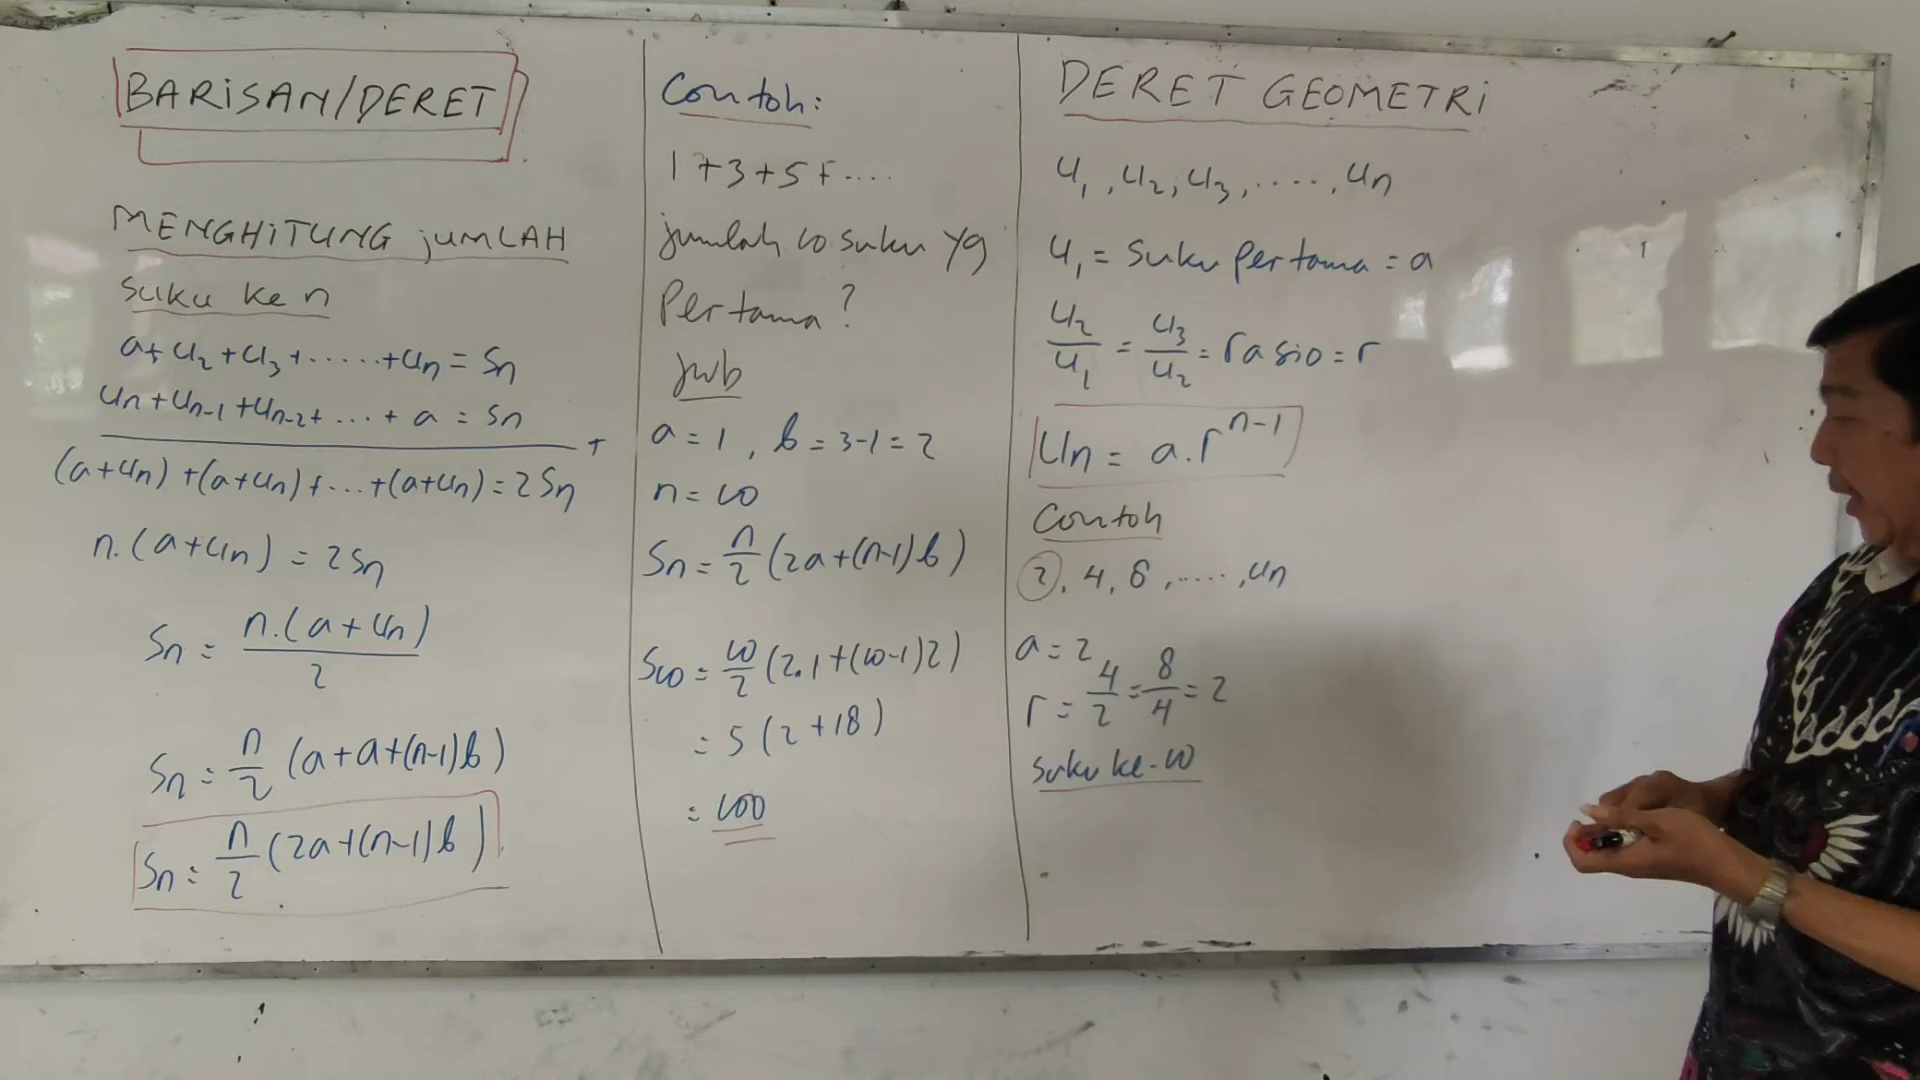 BARISAN/DERET
MENGHITUNG JUMLAH
Suku ke n
a+U₂+U₃+......+Uₙ=Sₙ
Uₙ+Uₙ₋₁+Uₙ₋₂+...+a=Sₙ
+
(a+Uₙ)+(a+Uₙ)+...+(a+Uₙ)=2Sₙ
n.(a+Uₙ)=2Sₙ
Sₙ=n.(a+Uₙ)/2
Sₙ=n/2(a+a+(n-1)b)
Sₙ=n/2(2a+(n-1)b)
Contoh:
1+3+5+....
jumlah 10 suku yg
Pertama?
jwb
a=1, b=3-1=2
n=10
Sₙ=n/2(2a+(n-1)b)
S₁₀=10/2(2.1+(10-1)2)
=5(2+18)
=100
DERET GEOMETRI
U₁,U₂,U₃,.....,Uₙ
U₁=Suku pertama=a
U₂/U₁=U₃/U₂=rasio=r
Uₙ=a.rⁿ⁻¹
Contoh
2,4,8,.....,Uₙ
a=2
r=4/2=8/4=2
suku ke-10